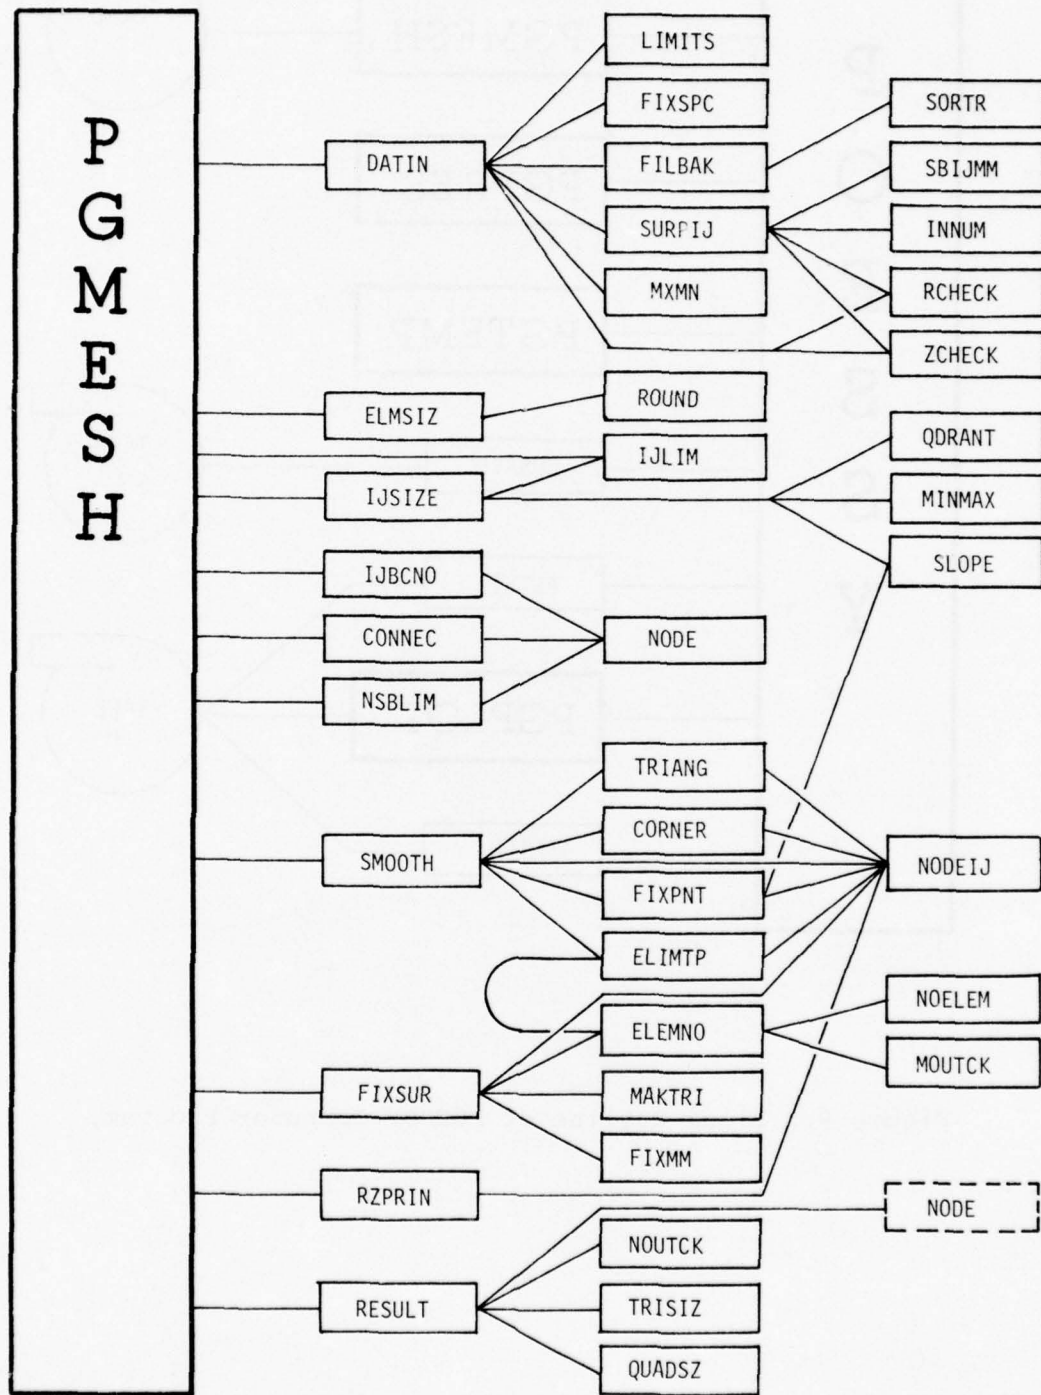 PGMESH
LIMITS
FIXSPC
SORTR
DATIN
FILBAK
SBIJMM
SURPIJ
INNUM
MXMN
RCHECK
ZCHECK
ELMSIZ
ROUND
QDRANT
IJLIM
IJSIZE
MINMAX
SLOPE
IJBCNO
CONNEC
NODE
NSBLIM
TRIANG
CORNER
SMOOTH
NODEIJ
FIXPNT
ELIMTP
NOELEM
ELEMNO
MOUTCK
FIXSUR
MAKTRI
FIXMM
RZPRIN
NODE
NOUTCK
RESULT
TRISIZ
QUADSZ